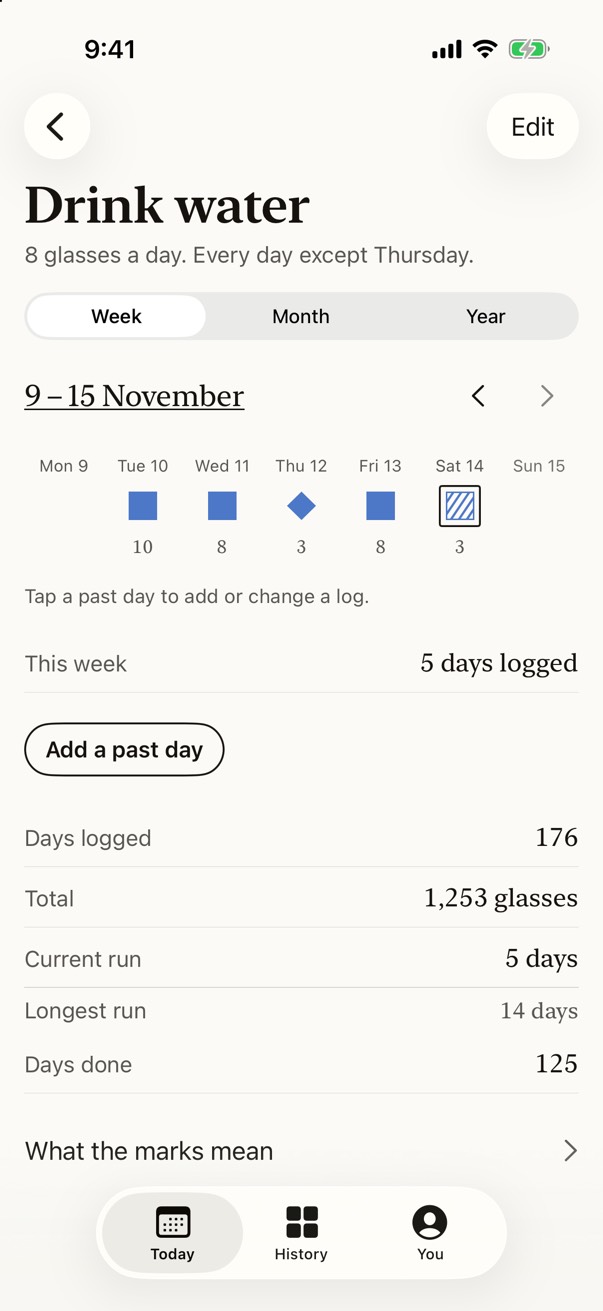 9:41
Edit
Drink water
8 glasses a day. Every day except Thursday.
Week Month Year
9 – 15 November
Mon 9 Tue 10 Wed 11 Thu 12 Fri 13 Sat 14 Sun 15
10 8 3 8 3
Tap a past day to add or change a log.
This week 5 days logged
Add a past day
Days logged 176
Total 1,253 glasses
Current run 5 days
Longest run 14 days
Days done 125
What the marks mean
Today History You